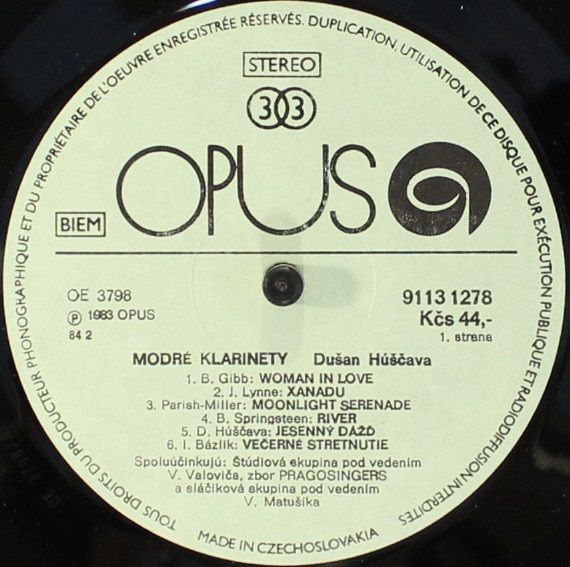 TOUS DROITS DU PRODUCTEUR PHONOGRAPHIQUE ET DU PROPRIÉTAIRE DE L'OEUVRE ENREGISTRÉE RÉSERVÉS. DUPLICATION, UTILISATION DE CE DISQUE POUR EXÉCUTION PUBLIQUE ET RADIODIFFUSION INTERDITES
STEREO
33
OPUS
BIEM
OE 3798
℗ 1983 OPUS
84 2
9113 1278
Kčs 44,-
1. strana
MODRÉ KLARINETY Dušan Húščava
1. B. Gibb: WOMAN IN LOVE
2. J. Lynne: XANADU
3. Parish-Miller: MOONLIGHT SERENADE
4. B. Springsteen: RIVER
5. D. Húščava: JESENNÝ DÁŽĎ
6. I. Bázlik: VEČERNÉ STRETNUTIE
Spoluúčinkujú: Štúdiová skupina pod vedením
V. Valoviča, zbor PRAGOSINGERS
a sláčiková skupina pod vedením
V. Matušíka
MADE IN CZECHOSLOVAKIA